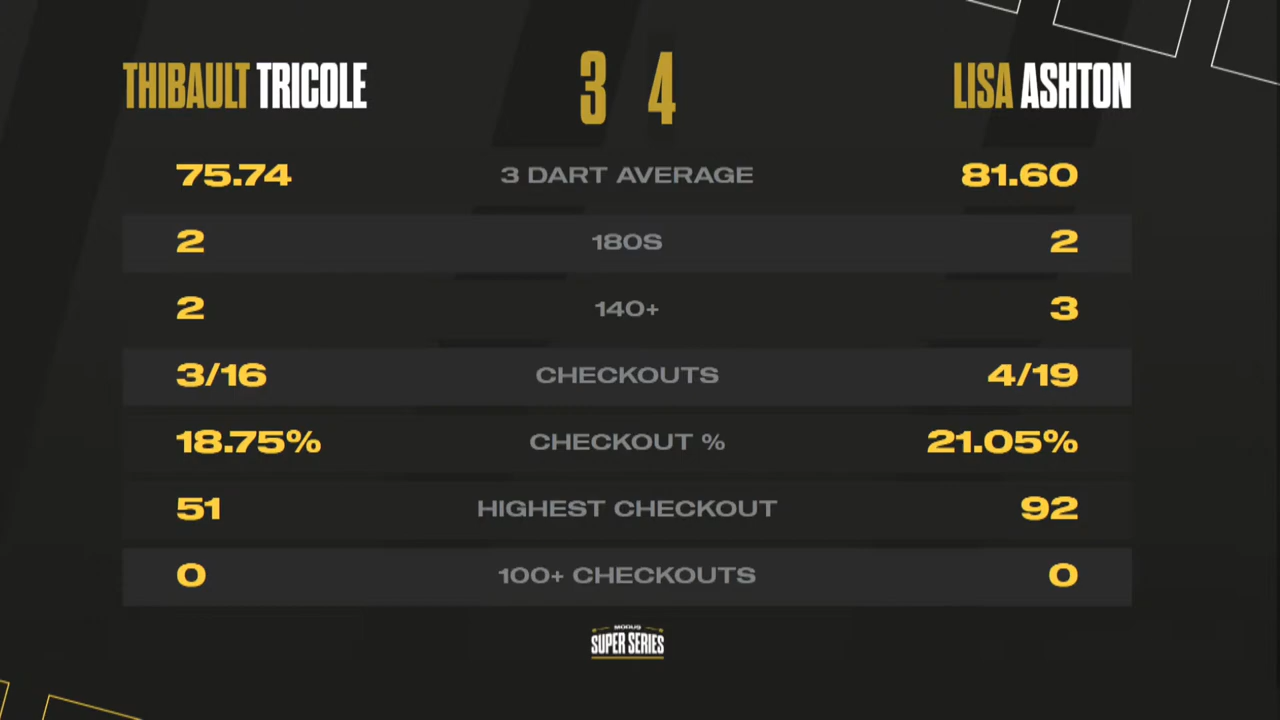 THIBAULT TRICOLE 3 4 LISA ASHTON
75.74 3 DART AVERAGE 81.60
2 180S 2
2 140+ 3
3/16 CHECKOUTS 4/19
18.75% CHECKOUT % 21.05%
51 HIGHEST CHECKOUT 92
0 100+ CHECKOUTS 0
MODUS
SUPER SERIES